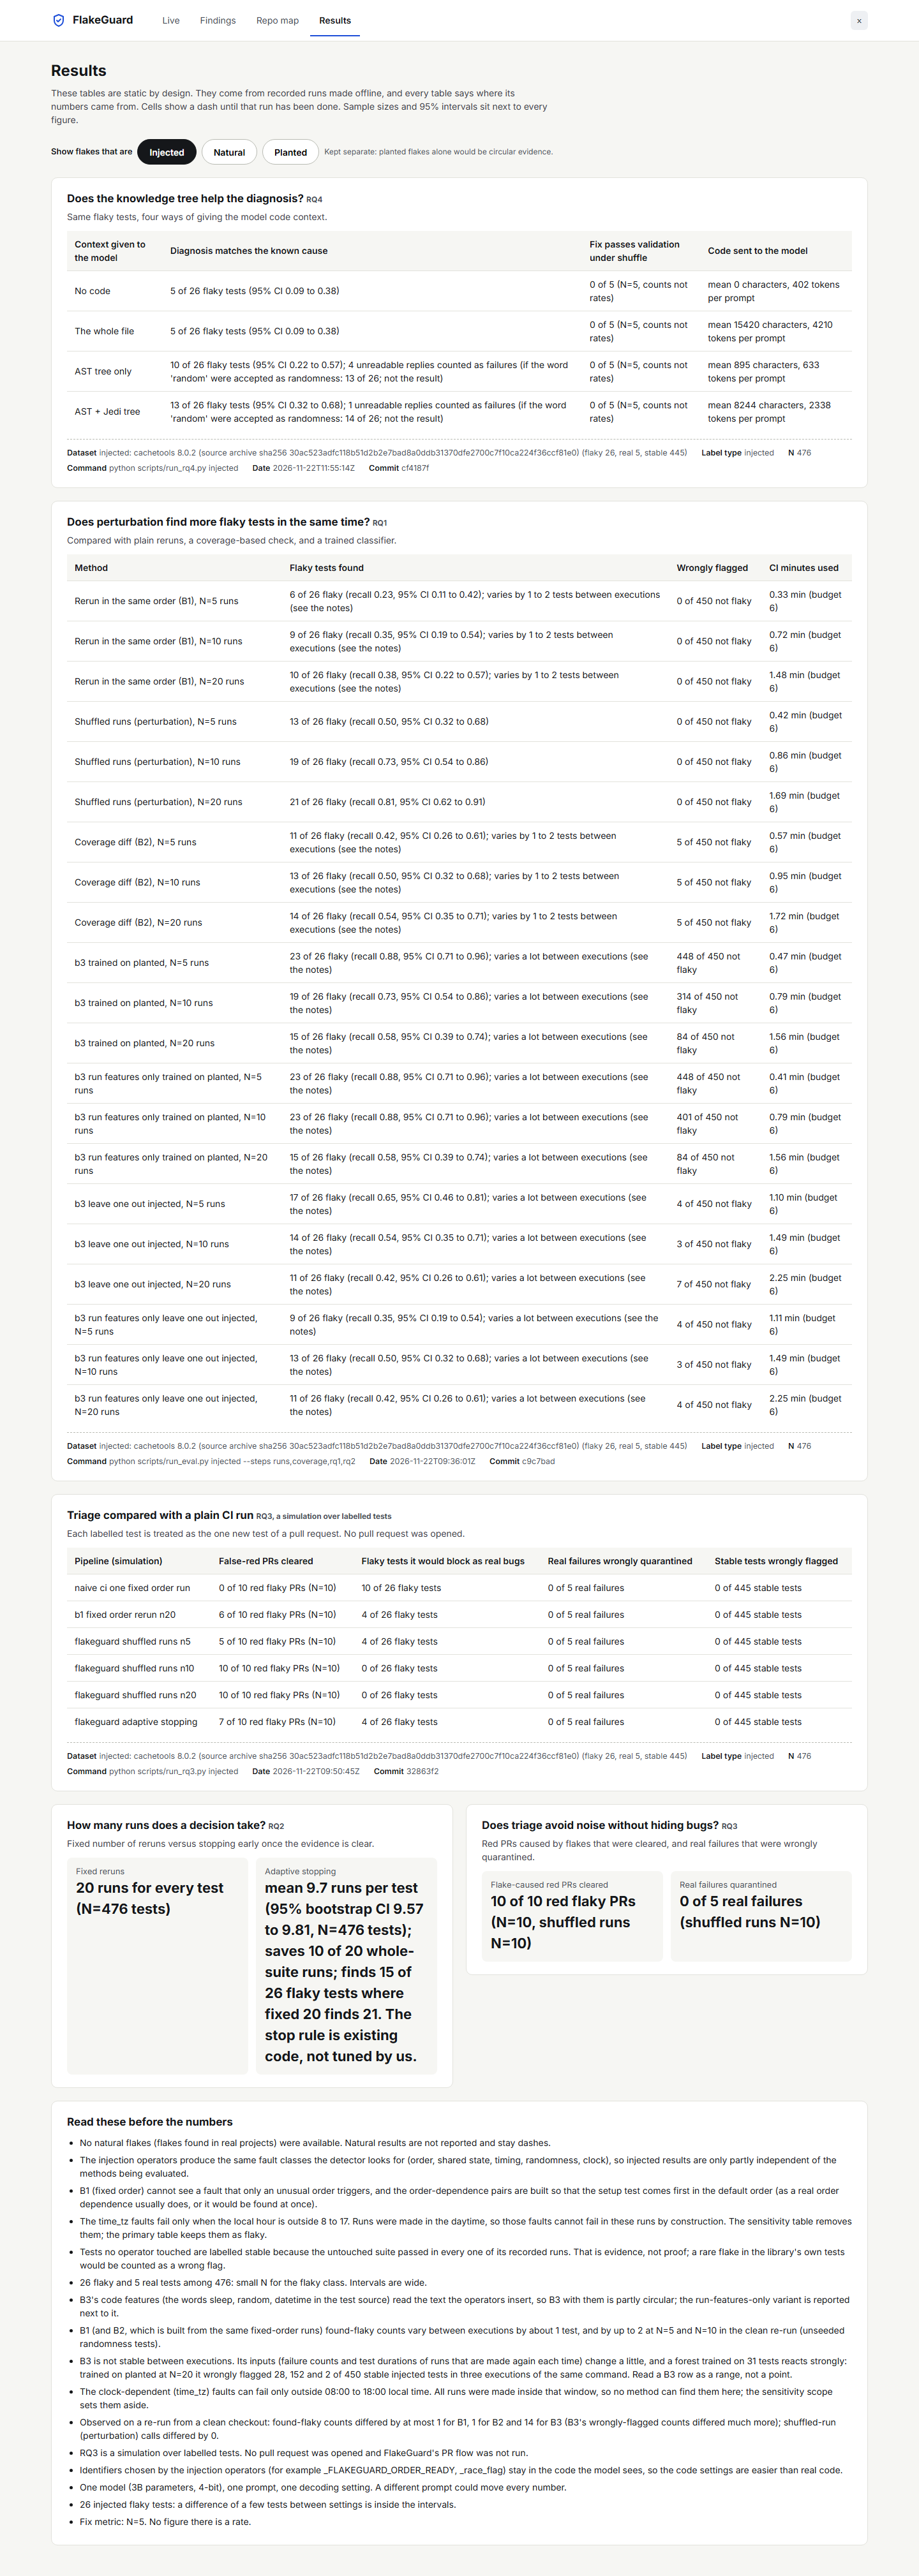 FlakeGuard
Live
Findings
Repo map
Results
×
Results
These tables are static by design. They come from recorded runs made offline, and every table says where its
numbers came from. Cells show a dash until that run has been done. Sample sizes and 95% intervals sit next to every
figure.
Show flakes that are
Injected
Natural
Planted
Kept separate: planted flakes alone would be circular evidence.
Does the knowledge tree help the diagnosis? RQ4
Same flaky tests, four ways of giving the model code context.
Context given to
the model
Diagnosis matches the known cause
Fix passes validation
under shuffle
Code sent to the model
No code
5 of 26 flaky tests (95% CI 0.09 to 0.38)
0 of 5 (N=5, counts not
rates)
mean 0 characters, 402 tokens
per prompt
The whole file
5 of 26 flaky tests (95% CI 0.09 to 0.38)
0 of 5 (N=5, counts not
rates)
mean 15420 characters, 4210
tokens per prompt
AST tree only
10 of 26 flaky tests (95% CI 0.22 to 0.57); 4 unreadable replies counted as failures (if the word
'random' were accepted as randomness: 13 of 26; not the result)
0 of 5 (N=5, counts not
rates)
mean 895 characters, 633
tokens per prompt
AST + Jedi tree
13 of 26 flaky tests (95% CI 0.32 to 0.68); 1 unreadable replies counted as failures (if the word
'random' were accepted as randomness: 14 of 26; not the result)
0 of 5 (N=5, counts not
rates)
mean 8244 characters, 2338
tokens per prompt
Dataset injected: cachetools 8.0.2 (source archive sha256 30ac523adfc118b51d2b2e7bad8a0ddb31370dfe2700c7f10ca224f36ccf81e0) (flaky 26, real 5, stable 445) Label type injected N 476
Command python scripts/run_rq4.py injected Date 2026-11-22T11:55:14Z Commit cf4187f
Does perturbation find more flaky tests in the same time? RQ1
Compared with plain reruns, a coverage-based check, and a trained classifier.
Method
Flaky tests found
Wrongly flagged
CI minutes used
Rerun in the same order (B1), N=5 runs
6 of 26 flaky (recall 0.23, 95% CI 0.11 to 0.42); varies by 1 to 2 tests between executions
(see the notes)
0 of 450 not flaky
0.33 min (budget
6)
Rerun in the same order (B1), N=10 runs
9 of 26 flaky (recall 0.35, 95% CI 0.19 to 0.54); varies by 1 to 2 tests between
executions (see the notes)
0 of 450 not flaky
0.72 min (budget
6)
Rerun in the same order (B1), N=20 runs
10 of 26 flaky (recall 0.38, 95% CI 0.22 to 0.57); varies by 1 to 2 tests between
executions (see the notes)
0 of 450 not flaky
1.48 min (budget
6)
Shuffled runs (perturbation), N=5 runs
13 of 26 flaky (recall 0.50, 95% CI 0.32 to 0.68)
0 of 450 not flaky
0.42 min (budget
6)
Shuffled runs (perturbation), N=10 runs
19 of 26 flaky (recall 0.73, 95% CI 0.54 to 0.86)
0 of 450 not flaky
0.86 min (budget
6)
Shuffled runs (perturbation), N=20 runs
21 of 26 flaky (recall 0.81, 95% CI 0.62 to 0.91)
0 of 450 not flaky
1.69 min (budget
6)
Coverage diff (B2), N=5 runs
11 of 26 flaky (recall 0.42, 95% CI 0.26 to 0.61); varies by 1 to 2 tests between
executions (see the notes)
5 of 450 not flaky
0.57 min (budget
6)
Coverage diff (B2), N=10 runs
13 of 26 flaky (recall 0.50, 95% CI 0.32 to 0.68); varies by 1 to 2 tests between
executions (see the notes)
5 of 450 not flaky
0.95 min (budget
6)
Coverage diff (B2), N=20 runs
14 of 26 flaky (recall 0.54, 95% CI 0.35 to 0.71); varies by 1 to 2 tests between
executions (see the notes)
5 of 450 not flaky
1.72 min (budget
6)
b3 trained on planted, N=5 runs
23 of 26 flaky (recall 0.88, 95% CI 0.71 to 0.96); varies a lot between executions (see
the notes)
448 of 450 not
flaky
0.47 min (budget
6)
b3 trained on planted, N=10 runs
19 of 26 flaky (recall 0.73, 95% CI 0.54 to 0.86); varies a lot between executions (see
the notes)
314 of 450 not
flaky
0.79 min (budget
6)
b3 trained on planted, N=20 runs
15 of 26 flaky (recall 0.58, 95% CI 0.39 to 0.74); varies a lot between executions (see
the notes)
84 of 450 not
flaky
1.56 min (budget
6)
b3 run features only trained on planted, N=5
runs
23 of 26 flaky (recall 0.88, 95% CI 0.71 to 0.96); varies a lot between executions (see
the notes)
448 of 450 not
flaky
0.41 min (budget
6)
b3 run features only trained on planted, N=10
runs
23 of 26 flaky (recall 0.88, 95% CI 0.71 to 0.96); varies a lot between executions (see
the notes)
401 of 450 not
flaky
0.79 min (budget
6)
b3 run features only trained on planted, N=20
runs
15 of 26 flaky (recall 0.58, 95% CI 0.39 to 0.74); varies a lot between executions (see
the notes)
84 of 450 not
flaky
1.56 min (budget
6)
b3 leave one out injected, N=5 runs
17 of 26 flaky (recall 0.65, 95% CI 0.46 to 0.81); varies a lot between executions (see
the notes)
4 of 450 not flaky
1.10 min (budget
6)
b3 leave one out injected, N=10 runs
14 of 26 flaky (recall 0.54, 95% CI 0.35 to 0.71); varies a lot between executions (see
the notes)
3 of 450 not flaky
1.49 min (budget
6)
b3 leave one out injected, N=20 runs
11 of 26 flaky (recall 0.42, 95% CI 0.26 to 0.61); varies a lot between executions (see
the notes)
7 of 450 not flaky
2.25 min (budget
6)
b3 run features only leave one out injected,
N=5 runs
9 of 26 flaky (recall 0.35, 95% CI 0.19 to 0.54); varies a lot between executions (see the
notes)
4 of 450 not flaky
1.11 min (budget
6)
b3 run features only leave one out injected,
N=10 runs
13 of 26 flaky (recall 0.50, 95% CI 0.32 to 0.68); varies a lot between executions (see
the notes)
3 of 450 not flaky
1.49 min (budget
6)
b3 run features only leave one out injected,
N=20 runs
11 of 26 flaky (recall 0.42, 95% CI 0.26 to 0.61); varies a lot between executions (see
the notes)
4 of 450 not flaky
2.25 min (budget
6)
Dataset injected: cachetools 8.0.2 (source archive sha256 30ac523adfc118b51d2b2e7bad8a0ddb31370dfe2700c7f10ca224f36ccf81e0) (flaky 26, real 5, stable 445) Label type injected N 476
Command python scripts/run_eval.py injected --steps runs,coverage,rq1,rq2 Date 2026-11-22T09:36:01Z Commit c9c7bad
Triage compared with a plain CI run RQ3, a simulation over labelled tests
Each labelled test is treated as the one new test of a pull request. No pull request was opened.
Pipeline (simulation)
False-red PRs cleared
Flaky tests it would block as real bugs
Real failures wrongly quarantined
Stable tests wrongly flagged
naive ci one fixed order run
0 of 10 red flaky PRs (N=10)
10 of 26 flaky tests
0 of 5 real failures
0 of 445 stable tests
b1 fixed order rerun n20
6 of 10 red flaky PRs (N=10)
4 of 26 flaky tests
0 of 5 real failures
0 of 445 stable tests
flakeguard shuffled runs n5
5 of 10 red flaky PRs (N=10)
4 of 26 flaky tests
0 of 5 real failures
0 of 445 stable tests
flakeguard shuffled runs n10
10 of 10 red flaky PRs (N=10)
0 of 26 flaky tests
0 of 5 real failures
0 of 445 stable tests
flakeguard shuffled runs n20
10 of 10 red flaky PRs (N=10)
0 of 26 flaky tests
0 of 5 real failures
0 of 445 stable tests
flakeguard adaptive stopping
7 of 10 red flaky PRs (N=10)
4 of 26 flaky tests
0 of 5 real failures
0 of 445 stable tests
Dataset injected: cachetools 8.0.2 (source archive sha256 30ac523adfc118b51d2b2e7bad8a0ddb31370dfe2700c7f10ca224f36ccf81e0) (flaky 26, real 5, stable 445) Label type injected N 476
Command python scripts/run_rq3.py injected Date 2026-11-22T09:50:45Z Commit 32863f2
How many runs does a decision take? RQ2
Fixed number of reruns versus stopping early once the evidence is clear.
Fixed reruns
20 runs for every test
(N=476 tests)
Adaptive stopping
mean 9.7 runs per test
(95% bootstrap CI 9.57
to 9.81, N=476 tests);
saves 10 of 20 whole-
suite runs; finds 15 of
26 flaky tests where
fixed 20 finds 21. The
stop rule is existing
code, not tuned by us.
Does triage avoid noise without hiding bugs? RQ3
Red PRs caused by flakes that were cleared, and real failures that were wrongly
quarantined.
Flake-caused red PRs cleared
10 of 10 red flaky PRs
(N=10, shuffled runs
N=10)
Real failures quarantined
0 of 5 real failures
(shuffled runs N=10)
Read these before the numbers
• No natural flakes (flakes found in real projects) were available. Natural results are not reported and stay dashes.
• The injection operators produce the same fault classes the detector looks for (order, shared state, timing, randomness, clock), so injected results are only partly independent of the
methods being evaluated.
• B1 (fixed order) cannot see a fault that only an unusual order triggers, and the order-dependence pairs are built so that the setup test comes first in the default order (as a real order
dependence usually does, or it would be found at once).
• The time_tz faults fail only when the local hour is outside 8 to 17. Runs were made in the daytime, so those faults cannot fail in these runs by construction. The sensitivity table removes
them; the primary table keeps them as flaky.
• Tests no operator touched are labelled stable because the untouched suite passed in every one of its recorded runs. That is evidence, not proof; a rare flake in the library's own tests
would be counted as a wrong flag.
• 26 flaky and 5 real tests among 476: small N for the flaky class. Intervals are wide.
• B3's code features (the words sleep, random, datetime in the test source) read the text the operators insert, so B3 with them is partly circular; the run-features-only variant is reported
next to it.
• B1 (and B2, which is built from the same fixed-order runs) found-flaky counts vary between executions by about 1 test, and by up to 2 at N=5 and N=10 in the clean re-run (unseeded
randomness tests).
• B3 is not stable between executions. Its inputs (failure counts and test durations of runs that are made again each time) change a little, and a forest trained on 31 tests reacts strongly:
trained on planted at N=20 it wrongly flagged 28, 152 and 2 of 450 stable injected tests in three executions of the same command. Read a B3 row as a range, not a point.
• The clock-dependent (time_tz) faults can fail only outside 08:00 to 18:00 local time. All runs were made inside that window, so no method can find them here; the sensitivity scope
sets them aside.
• Observed on a re-run from a clean checkout: found-flaky counts differed by at most 1 for B1, 1 for B2 and 14 for B3 (B3's wrongly-flagged counts differed much more); shuffled-run
(perturbation) calls differed by 0.
• RQ3 is a simulation over labelled tests. No pull request was opened and FlakeGuard's PR flow was not run.
• Identifiers chosen by the injection operators (for example _FLAKEGUARD_ORDER_READY, _race_flag) stay in the code the model sees, so the code settings are easier than real code.
• One model (3B parameters, 4-bit), one prompt, one decoding setting. A different prompt could move every number.
• 26 injected flaky tests: a difference of a few tests between settings is inside the intervals.
• Fix metric: N=5. No figure there is a rate.